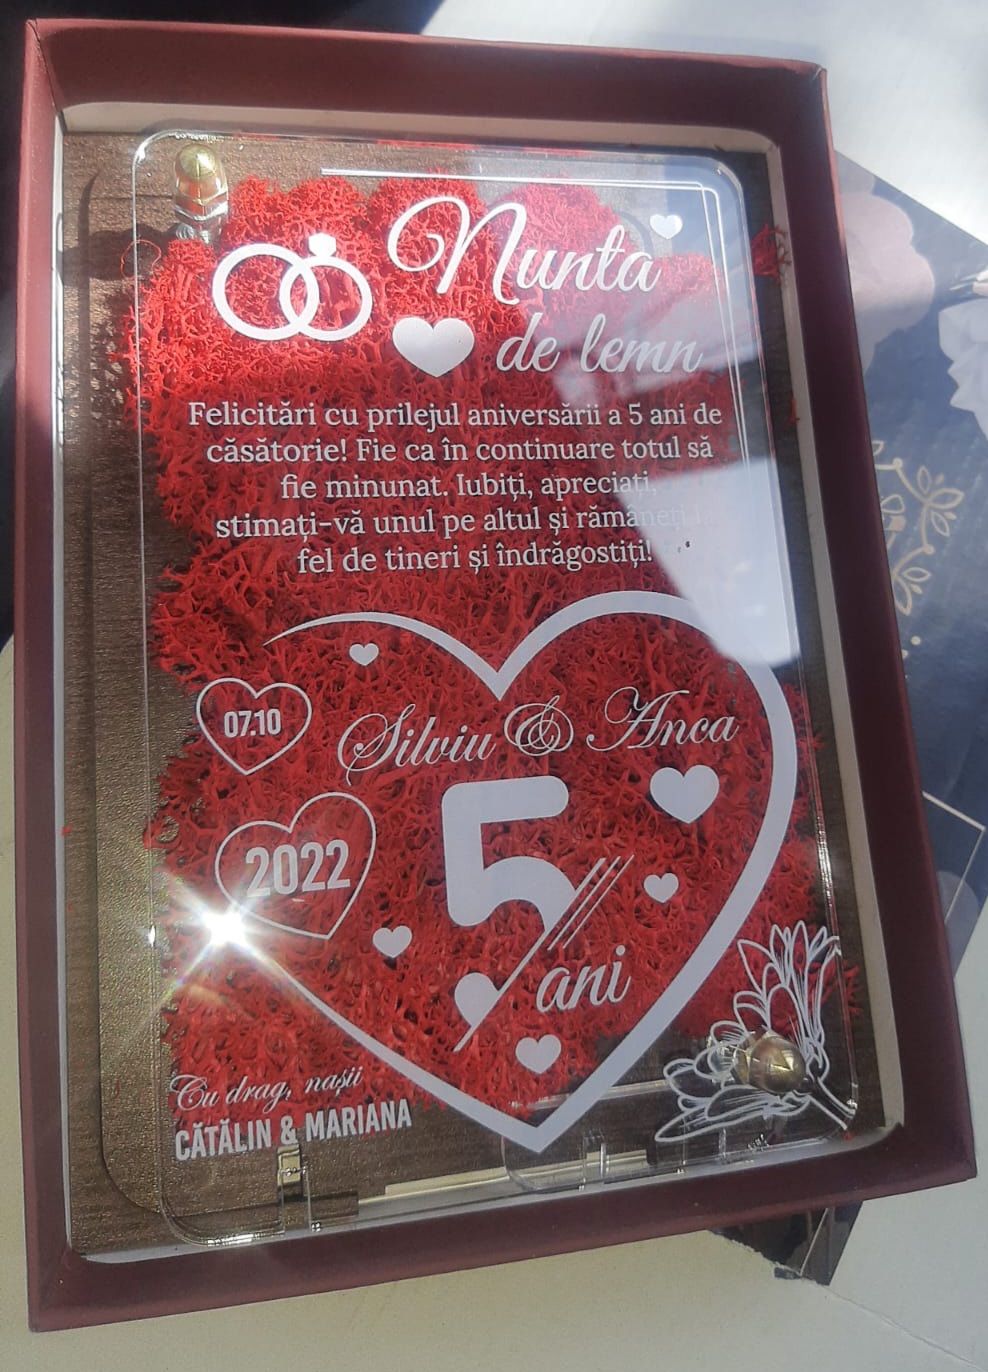 Nunta
de lemn
Felicitări cu prilejul aniversării a 5 ani de
căsătorie! Fie ca în continuare totul să
fie minunat. Iubiți, apreciați,
stimați-vă unul pe altul și rămâneți la
fel de tineri și îndrăgostiți!
07.10
Silviu & Anca
2022
5
ani
Cu drag, nașii
CĂTĂLIN & MARIANA